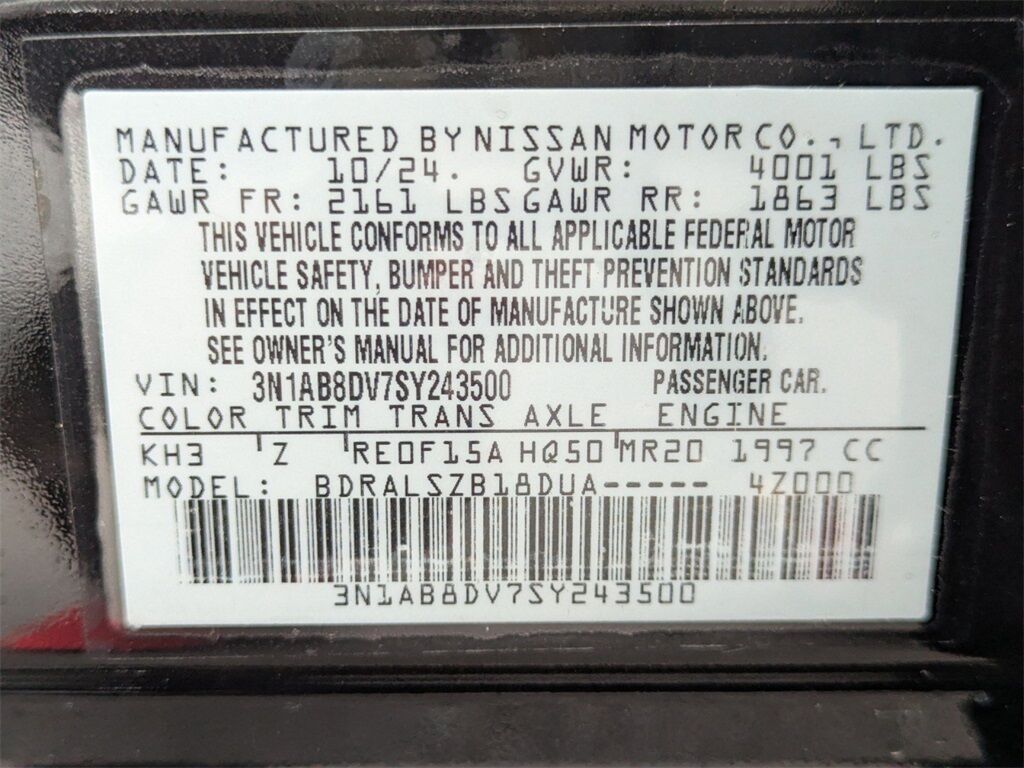 MANUFACTURED BY NISSAN MOTOR CO., LTD.
DATE: 10/24. GVWR: 4001 LBS
GAWR FR: 2161 LBS GAWR RR: 1863 LBS
THIS VEHICLE CONFORMS TO ALL APPLICABLE FEDERAL MOTOR
VEHICLE SAFETY, BUMPER AND THEFT PREVENTION STANDARDS
IN EFFECT ON THE DATE OF MANUFACTURE SHOWN ABOVE.
SEE OWNER'S MANUAL FOR ADDITIONAL INFORMATION.
VIN: 3N1AB8DV7SY243500 PASSENGER CAR.
COLOR TRIM TRANS AXLE ENGINE
KH3 Z RE0F15A HQ50 MR20 1997 CC
MODEL: BDRALSZB18DUA----- 4Z000
3N1AB8DV7SY243500